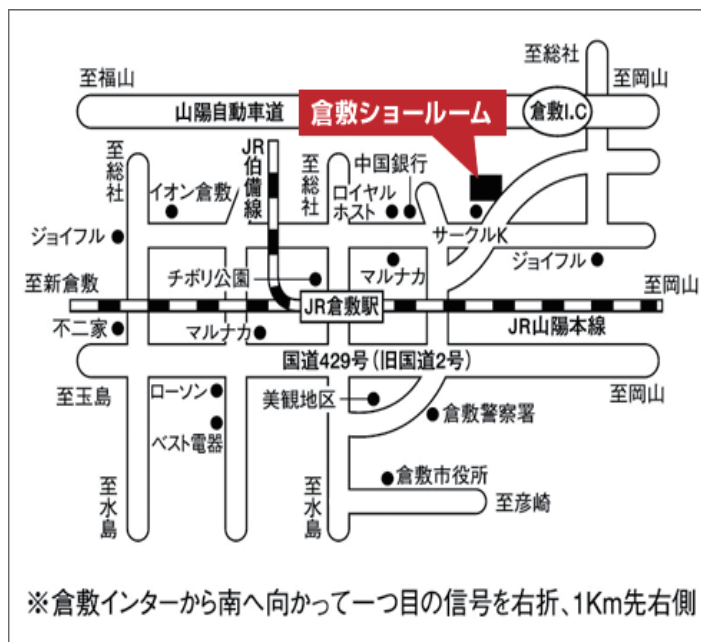 至総社
至福山
至岡山
山陽自動車道
倉敷ショールーム
倉敷I.C
至総社
JR伯備線
至総社
中国銀行
イオン倉敷
ロイヤル
ホスト
ジョイフル
サークルK
チボリ公園
マルナカ
ジョイフル
至新倉敷
至岡山
JR倉敷駅
不二家
マルナカ
JR山陽本線
国道429号(旧国道2号)
至玉島
ローソン
美観地区
至岡山
倉敷警察署
ベスト電器
至水島
至水島
倉敷市役所
至彦崎
※倉敷インターから南へ向かって一つ目の信号を右折、1Km先右側